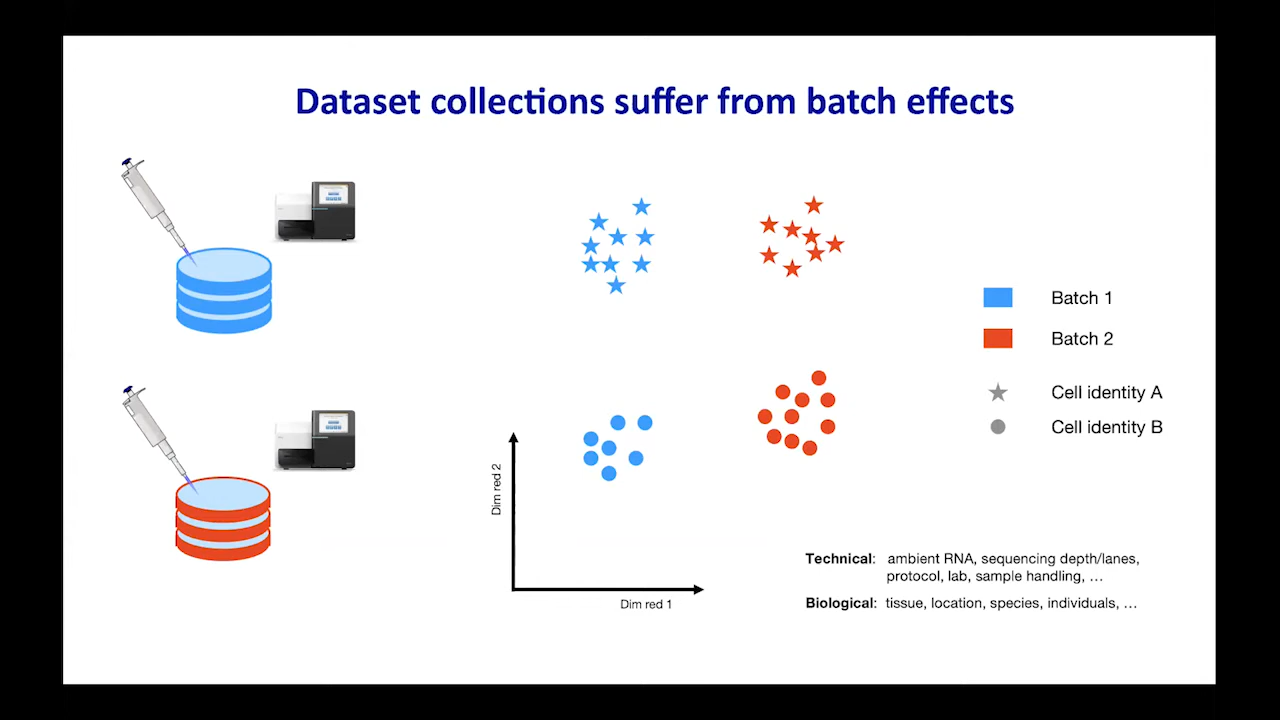 Dataset collections suffer from batch effects
Batch 1
Batch 2
Cell identity A
Cell identity B
Dim red 2
Dim red 1
Technical: ambient RNA, sequencing depth/lanes,
protocol, lab, sample handling, …
Biological: tissue, location, species, individuals, …